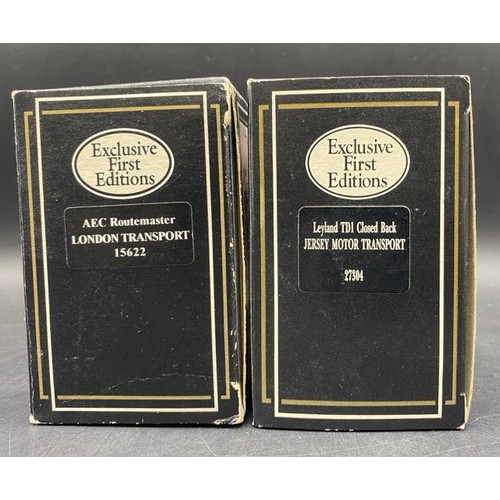 Exclusive
First
Editions
AEC Routemaster
LONDON TRANSPORT
15622
Exclusive
First
Editions
Leyland TD1 Closed Back
JERSEY MOTOR TRANSPORT
27304